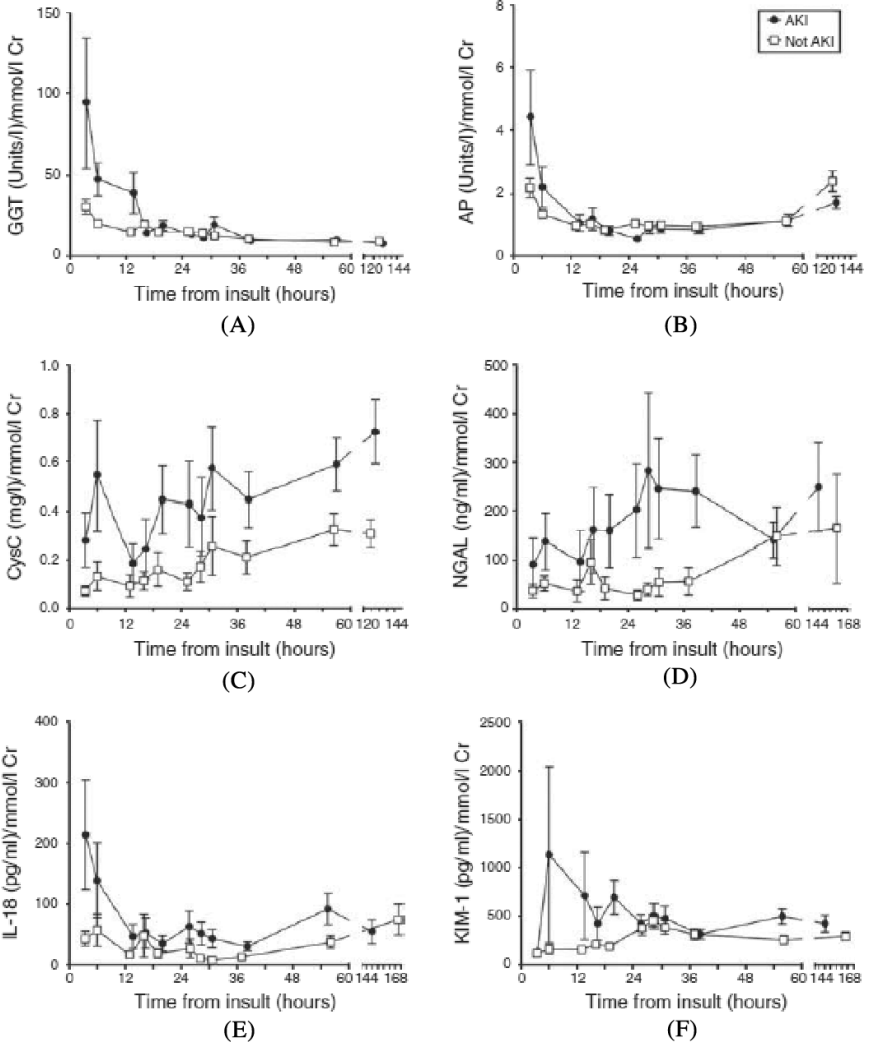 GGT (Units/l)/mmol/l Cr
150
100
50
0
0 12 24 36 48 60 120 144
Time from insult (hours)
(A)
AP (Units/l)/mmol/l Cr
8
6
4
2
0
0 12 24 36 48 60 120 144
Time from insult (hours)
(B)
AKI
Not AKI
CysC (mg/l)/mmol/l Cr
1.0
0.8
0.6
0.4
0.2
0.0
0 12 24 36 48 60 120 144
Time from insult (hours)
(C)
NGAL (ng/ml)/mmol/l Cr
500
400
300
200
100
0
0 12 24 36 48 60 144 168
Time from insult (hours)
(D)
IL-18 (pg/ml)/mmol/l Cr
400
300
200
100
0
0 12 24 36 48 60 144 168
Time from insult (hours)
(E)
KIM-1 (pg/ml)/mmol/l Cr
2500
2000
1500
1000
500
0
0 12 24 36 48 60 144 168
Time from insult (hours)
(F)